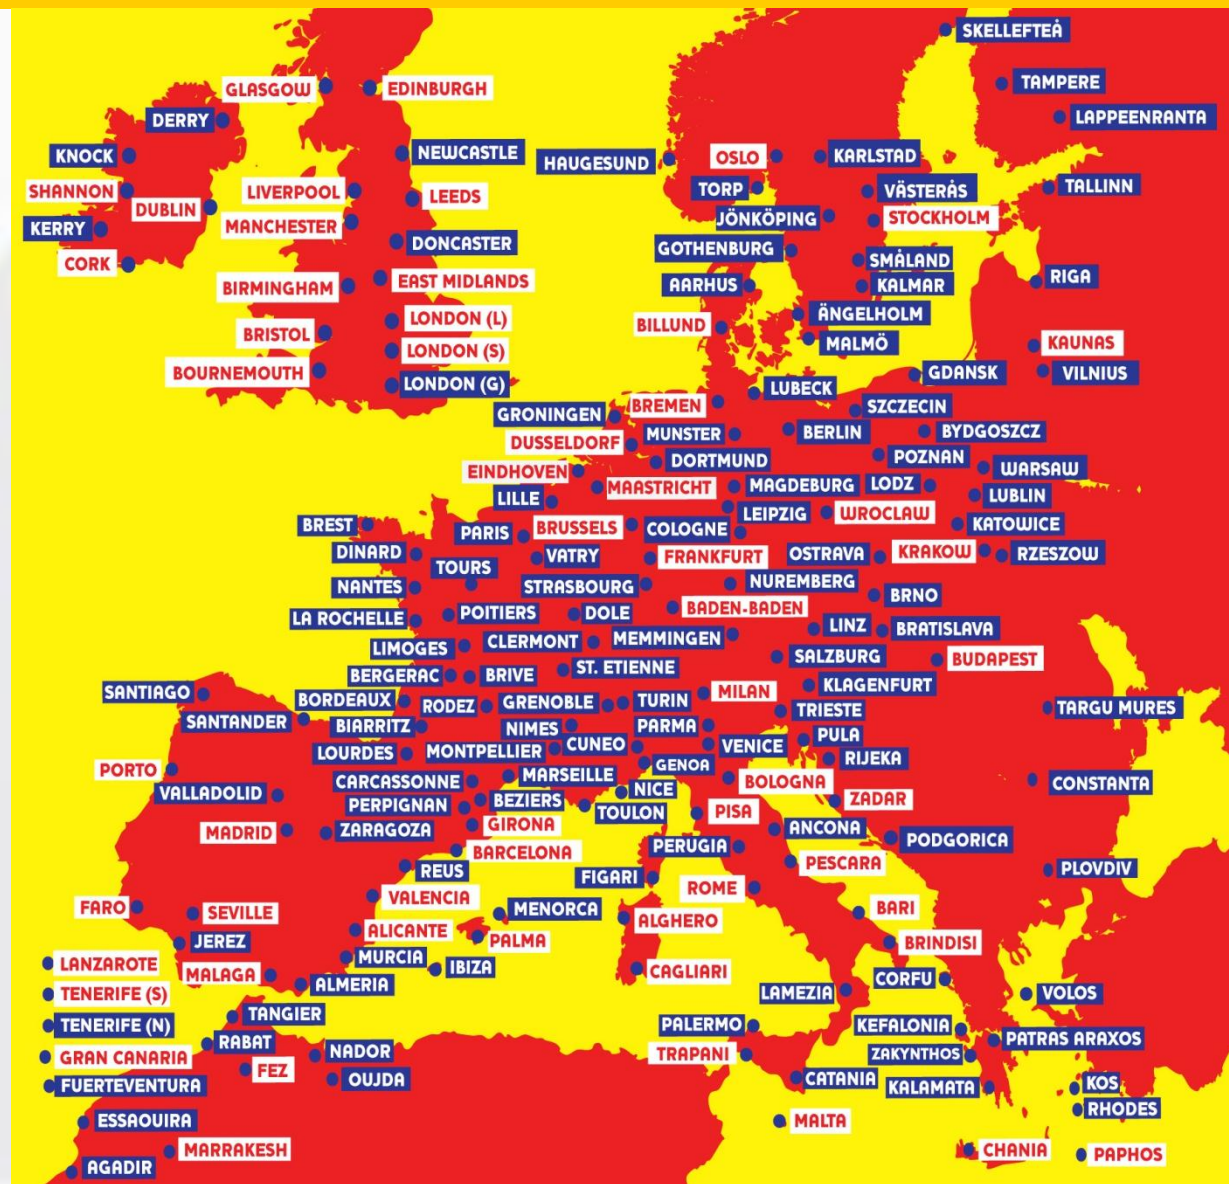 SKELLEFTEÅ
TAMPERE
GLASGOW
EDINBURGH
LAPPEENRANTA
DERRY
NEWCASTLE
KNOCK
HAUGESUND
OSLO
KARLSTAD
SHANNON
LIVERPOOL
LEEDS
TORP
VÄSTERÅS
TALLINN
DUBLIN
MANCHESTER
JÖNKÖPING
STOCKHOLM
KERRY
DONCASTER
GOTHENBURG
CORK
SMÅLAND
EAST MIDLANDS
BIRMINGHAM
AARHUS
KALMAR
RIGA
LONDON (L)
ÄNGELHOLM
BRISTOL
BILLUND
LONDON (S)
MALMÖ
KAUNAS
BOURNEMOUTH
LONDON (G)
GDANSK
VILNIUS
LUBECK
BREMEN
GRONINGEN
SZCZECIN
DUSSELDORF
MUNSTER
BERLIN
BYDGOSZCZ
EINDHOVEN
DORTMUND
POZNAN
WARSAW
MAASTRICHT
MAGDEBURG
LODZ
LILLE
LUBLIN
LEIPZIG
WROCLAW
BREST
PARIS
BRUSSELS
COLOGNE
KATOWICE
DINARD
VATRY
FRANKFURT
OSTRAVA
KRAKOW
RZESZOW
TOURS
NANTES
STRASBOURG
NUREMBERG
BRNO
LA ROCHELLE
POITIERS
DOLE
BADEN-BADEN
LINZ
BRATISLAVA
LIMOGES
CLERMONT
MEMMINGEN
SALZBURG
BUDAPEST
BERGERAC
BRIVE
ST. ETIENNE
KLAGENFURT
SANTIAGO
BORDEAUX
RODEZ
GRENOBLE
TURIN
MILAN
TRIESTE
TARGU MURES
SANTANDER
BIARRITZ
NIMES
PARMA
PULA
LOURDES
MONTPELLIER
CUNEO
VENICE
RIJEKA
PORTO
CARCASSONNE
MARSEILLE
GENOA
BOLOGNA
CONSTANTA
VALLADOLID
PERPIGNAN
BEZIERS
NICE
ZADAR
MADRID
ZARAGOZA
GIRONA
TOULON
PISA
ANCONA
PODGORICA
BARCELONA
PERUGIA
PESCARA
REUS
FIGARI
PLOVDIV
VALENCIA
ROME
FARO
SEVILLE
MENORCA
ALGHERO
BARI
JEREZ
ALICANTE
PALMA
BRINDISI
LANZAROTE
MALAGA
MURCIA
IBIZA
CAGLIARI
TENERIFE (S)
ALMERIA
LAMEZIA
CORFU
VOLOS
TENERIFE (N)
TANGIER
PALERMO
KEFALONIA
PATRAS ARAXOS
GRAN CANARIA
RABAT
NADOR
TRAPANI
ZAKYNTHOS
FEZ
FUERTEVENTURA
OUJDA
CATANIA
KALAMATA
KOS
RHODES
ESSAOUIRA
MALTA
MARRAKESH
CHANIA
PAPHOS
AGADIR